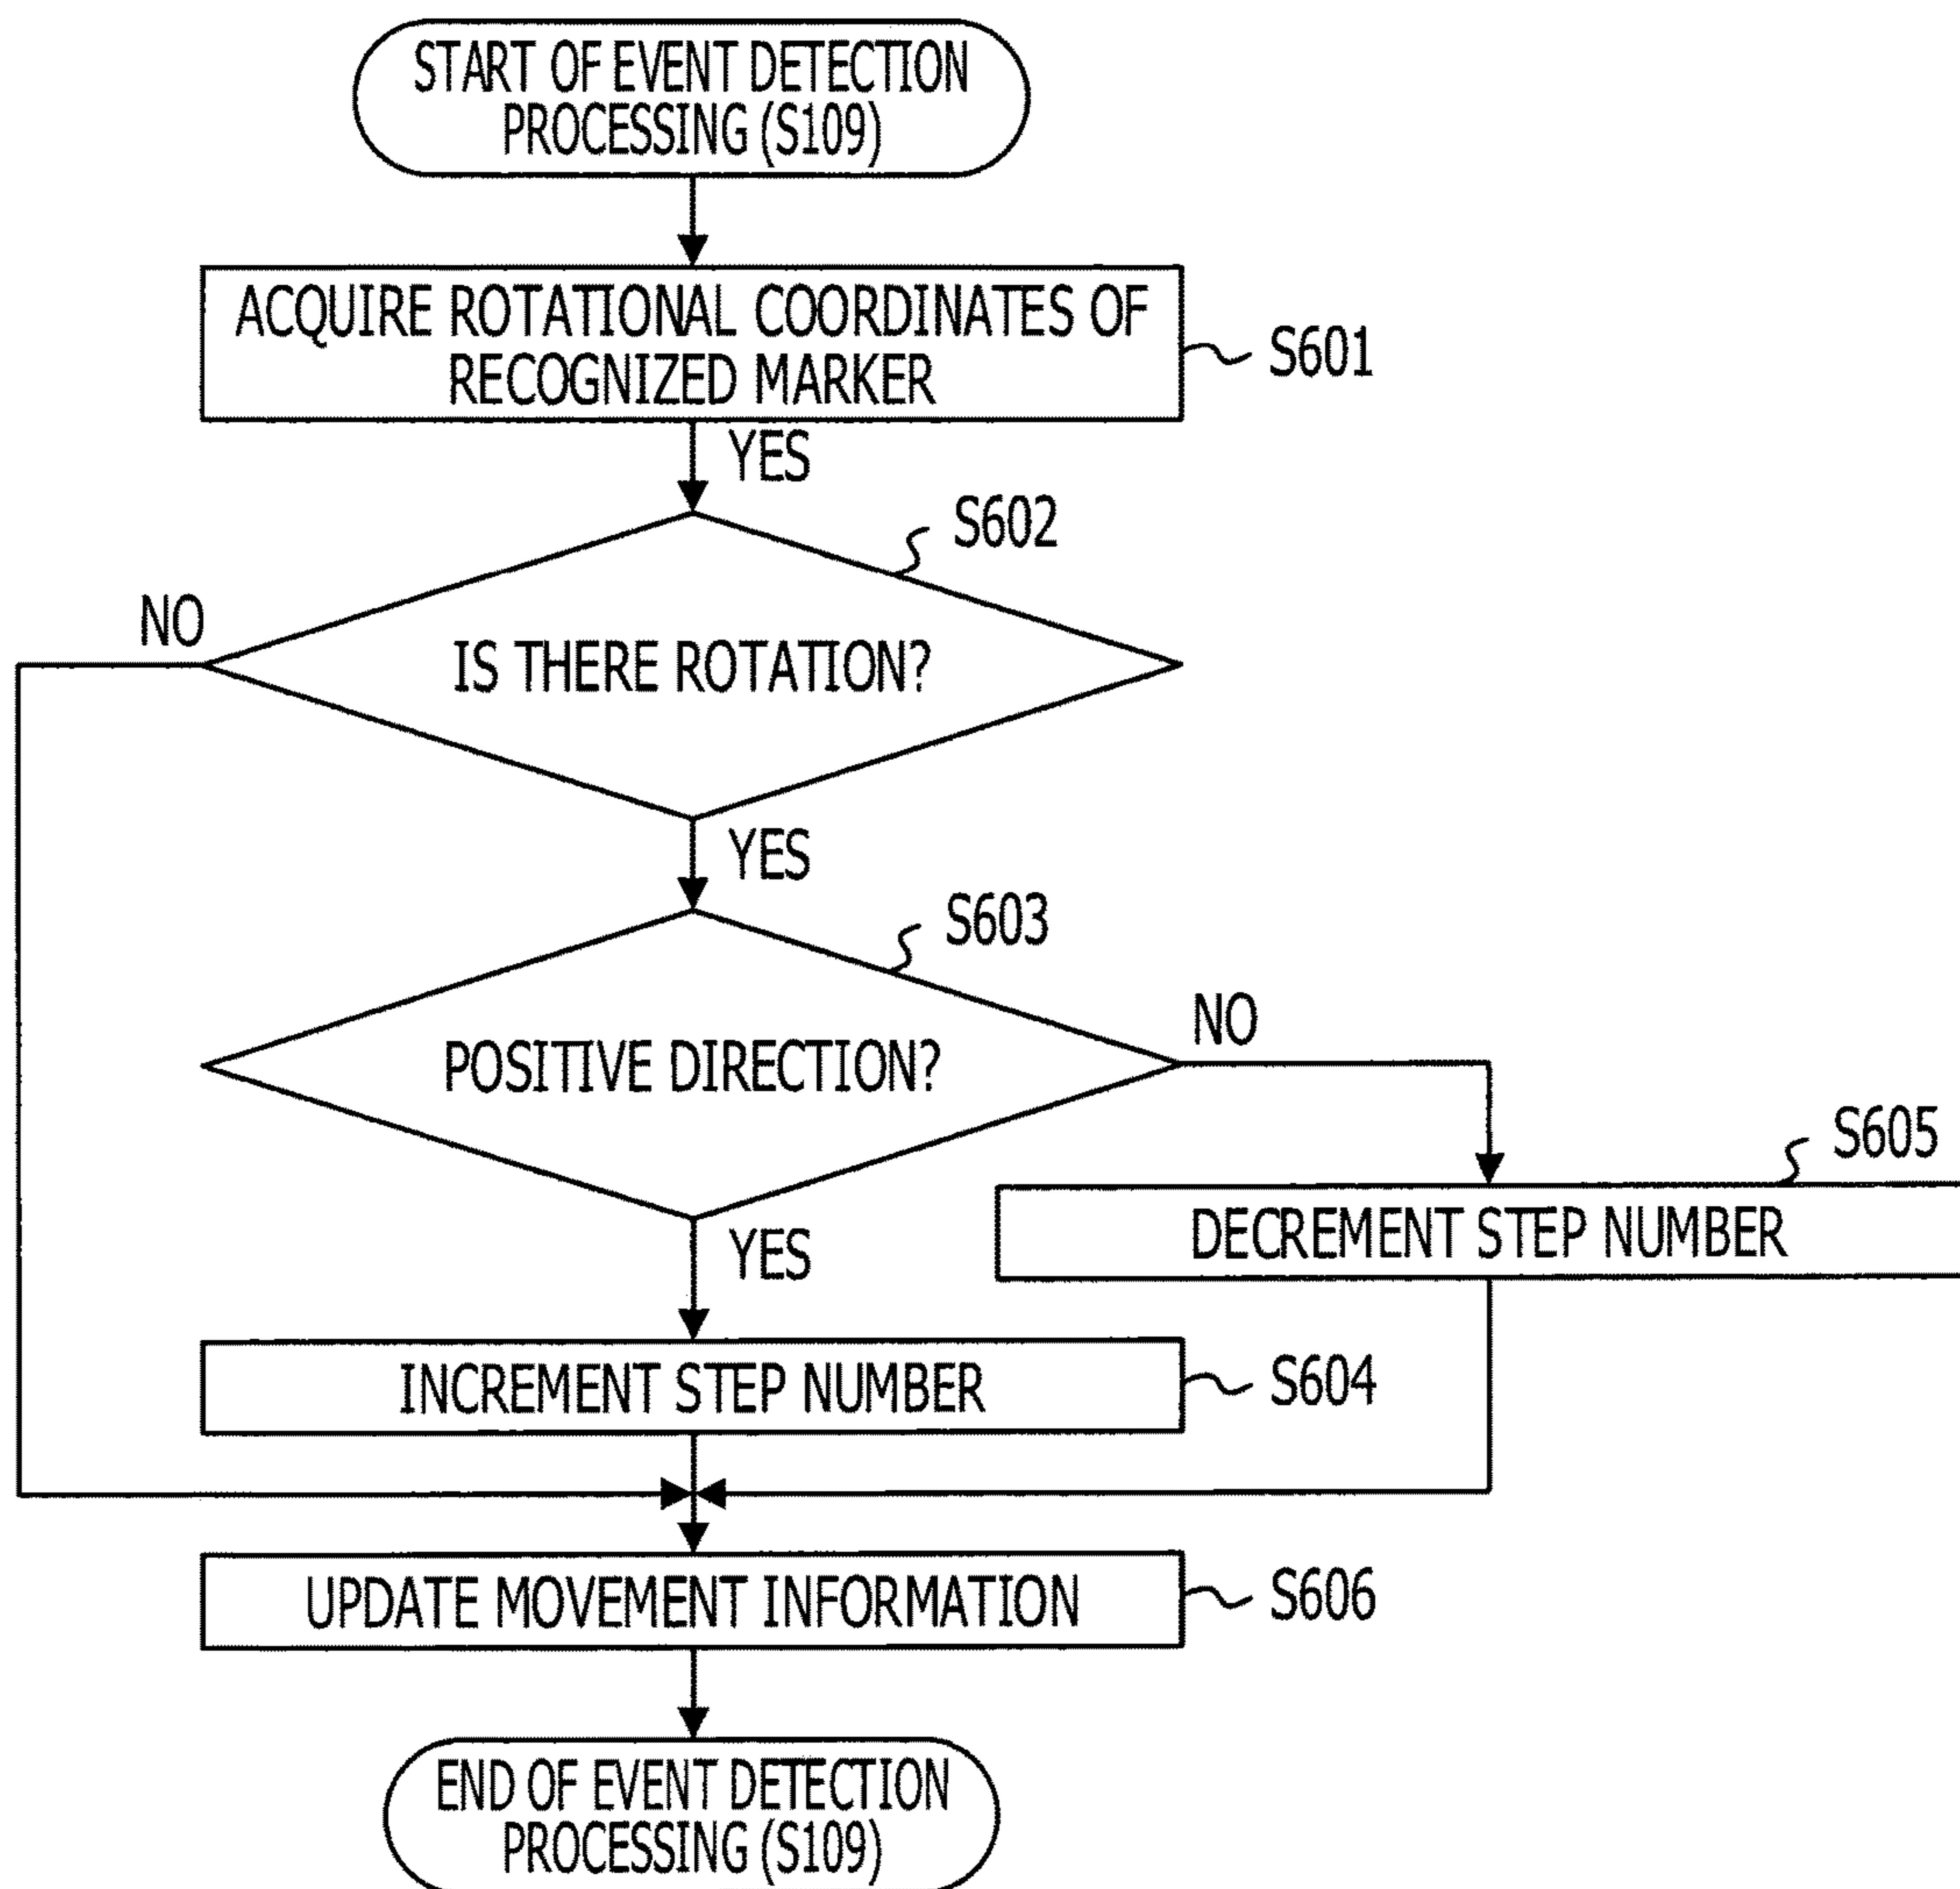 START OF EVENT DETECTION
PROCESSING (S109)
ACQUIRE ROTATIONAL COORDINATES OF
RECOGNIZED MARKER
S601
YES
S602
NO
IS THERE ROTATION?
YES
S603
NO
POSITIVE DIRECTION?
S605
DECREMENT STEP NUMBER
YES
INCREMENT STEP NUMBER
S604
UPDATE MOVEMENT INFORMATION
S606
END OF EVENT DETECTION
PROCESSING (S109)